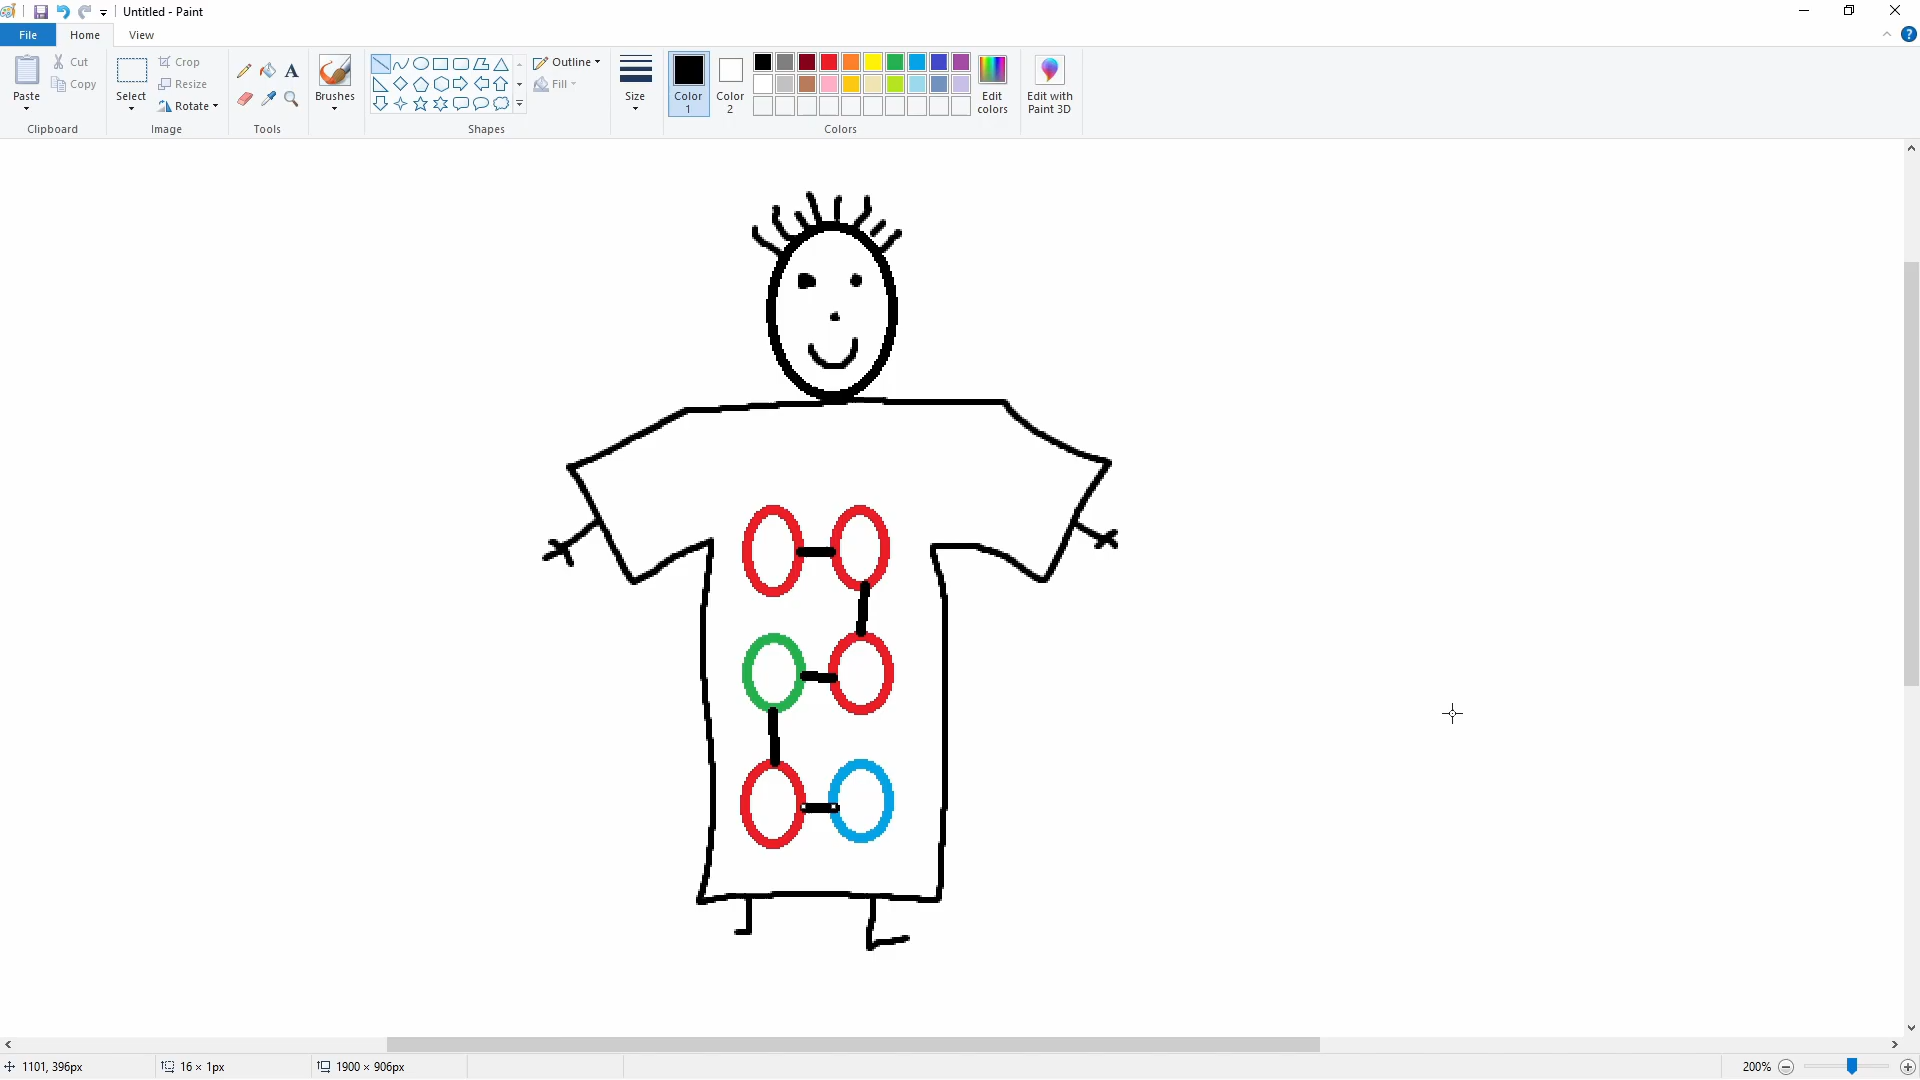 Untitled - Paint
File Home View
Paste
Cut
Copy
Clipboard
Select
Crop
Resize
Rotate
Image
A
Tools
Brushes
Outline
Fill
Shapes
Size
Color 1
Color 2
Edit colors
Colors
Edit with Paint 3D
?
1101, 396px 16 × 1px 1900 × 906px 200%